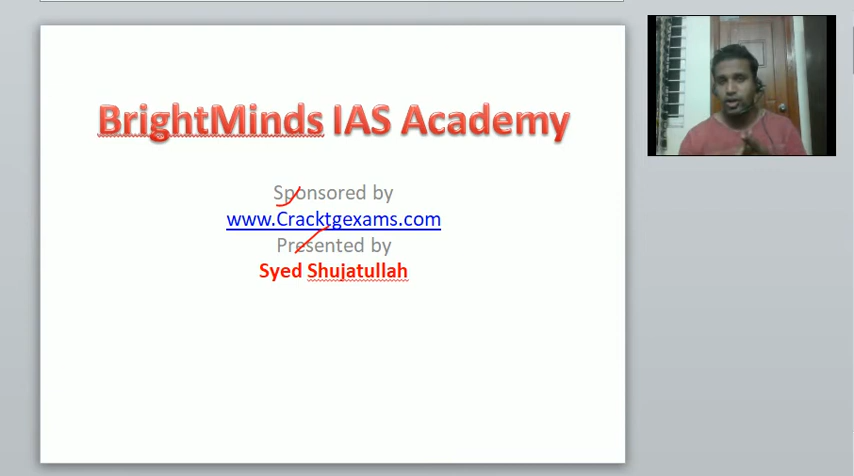 BrightMinds IAS Academy
Sponsored by
www.Cracktgexams.com
Presented by
Syed Shujatullah